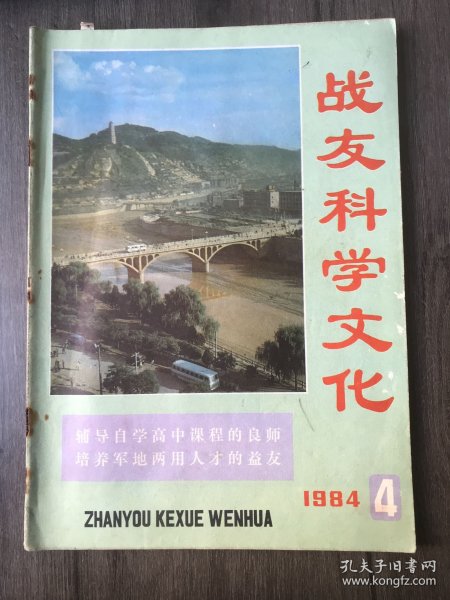 战友科学文化
辅导自学高中课程的良师
培养军地两用人才的益友
1984 4
ZHANYOU KEXUE WENHUA
孔夫子旧书网
www.kongfz.com